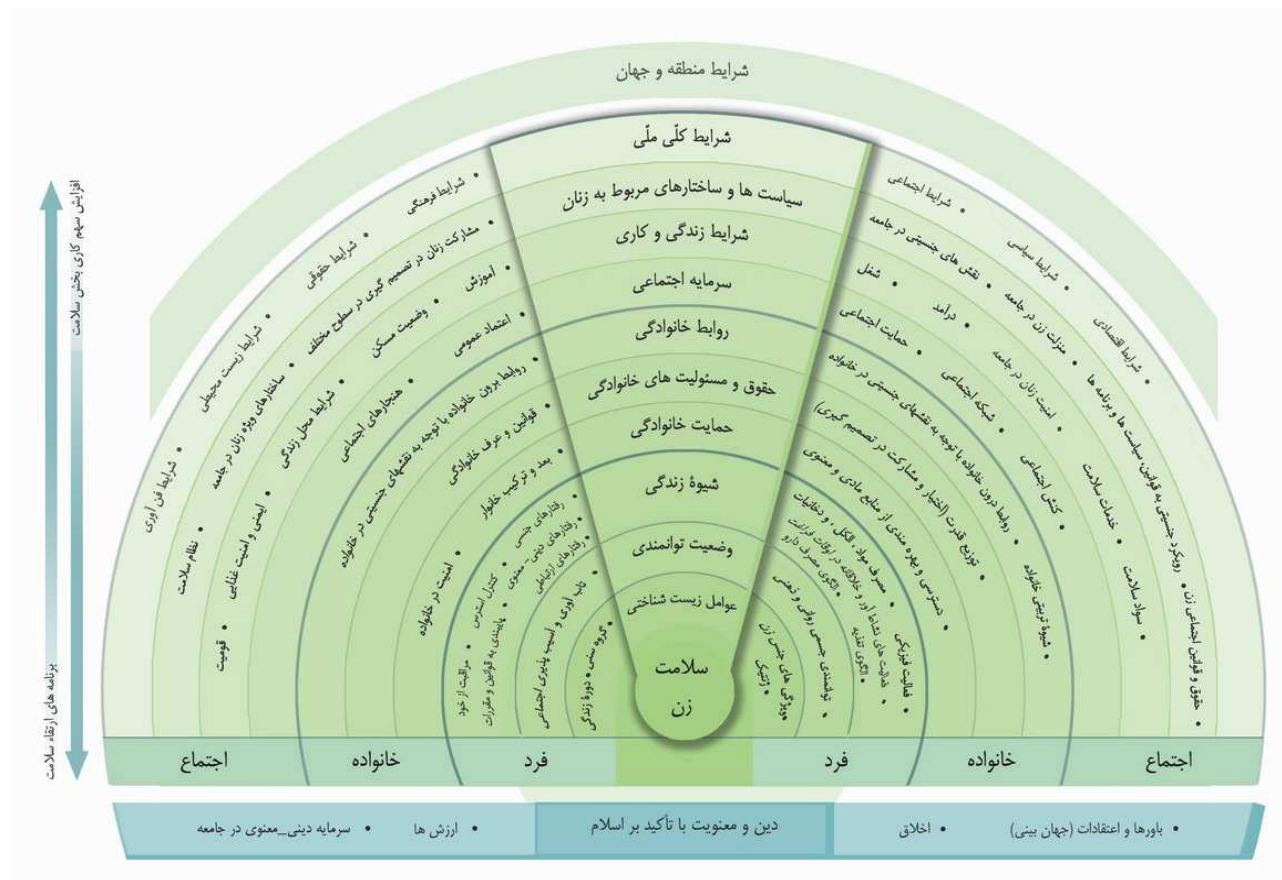 شرایط منطقه و جهان
شرایط کلّی ملّی
سیاست ها و ساختارهای مربوط به زنان
شرایط زندگی و کاری
سرمایه اجتماعی
روابط خانوادگی
حقوق و مسئولیت های خانوادگی
حمایت خانوادگی
شیوهٔ زندگی
وضعیت توانمندی
عوامل زیست شناختی
سلامت
زن
• شرایط اجتماعی
• شرایط سیاسی
• شرایط اقتصادی
• نقش های جنسیتی در جامعه
• منزلت زن در جامعه
• رویکرد جنسیتی به قوانین، سیاست ها و برنامه ها
• حقوق و قوانین اجتماعی زن
• شغل
• درآمد
• امنیت زنان در جامعه
• خدمات سلامت
• سواد سلامت
• حمایت اجتماعی
• شبکه اجتماعی
• کنش اجتماعی
• روابط درون خانواده با توجه به نقشهای جنسیتی در خانواده
• شیوهٔ تربیتی خانواده
• توزیع قدرت (اختیار و مشارکت در تصمیم گیری)
• دسترسی و بهره مندی از منابع مادی و معنوی
• مصرف مواد، الکل، و دخانیات
• فعالیت های نشاط آور و خلاقانه در اوقات فراغت
• الگوی مصرف دارو
• فعالیت فیزیکی
• الگوی تغذیه
• توانمندی جسمی روانی و ذهنی
• ویژگی های جنسی زن
• ژنتیک
• شرایط فرهنگی
• شرایط حقوقی
• شرایط زیست محیطی
• شرایط فن آوری
• مشارکت زنان در تصمیم گیری در سطوح مختلف
• ساختارهای ویژه زنان در جامعه
• نظام سلامت
• آموزش
• وضعیت مسکن
• شرایط محل زندگی
• ایمنی و امنیت غذایی
• قومیت
• اعتماد عمومی
• هنجارهای اجتماعی
• روابط برون خانواده با توجه به نقشهای جنسیتی در خانواده
• قوانین و عرف خانوادگی
• بعد و ترکیب خانوار
• امنیت در خانواده
• رفتارهای جنسی
• رفتارهای دینی_ معنوی
• رفتارهای ارتباطی
• کنترل استرس
• پایبندی به قوانین و مقررات
• مراقبت از خود
• تاب آوری و آسیب پذیری اجتماعی
• گروه سنی
• دورهٔ زندگی
افزایش سهم کاری بخش سلامت
برنامه های ارتقاء سلامت
اجتماع
خانواده
فرد
فرد
خانواده
اجتماع
• باورها و اعتقادات (جهان بینی)
• اخلاق
دین و معنویت با تأکید بر اسلام
• ارزش ها
• سرمایه دینی_معنوی در جامعه